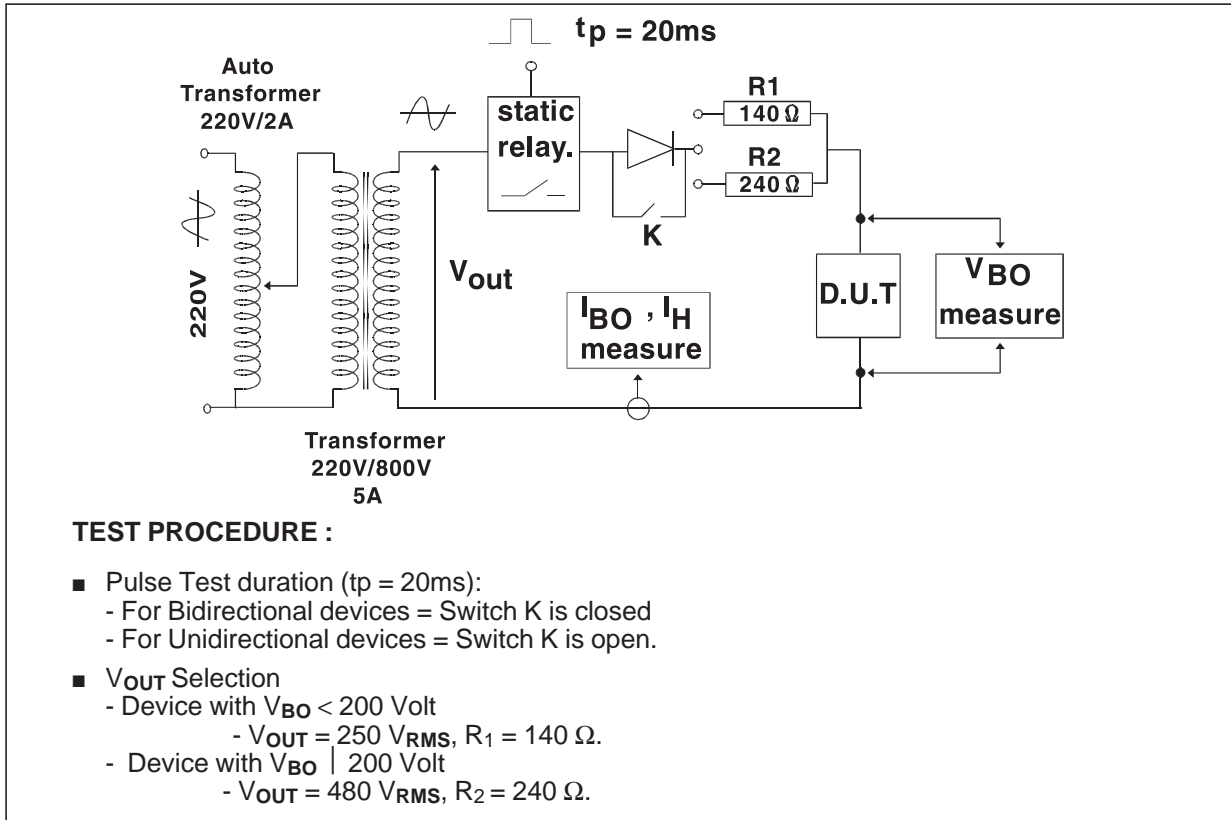 tp = 20ms
Auto
Transformer
220V/2A
static
relay.
R1
140 Ω
R2
240 Ω
K
220V
Vout
IBO , IH
measure
D.U.T
VBO
measure
Transformer
220V/800V
5A
TEST PROCEDURE :
■ Pulse Test duration (tp = 20ms):
- For Bidirectional devices = Switch K is closed
- For Unidirectional devices = Switch K is open.
■ VOUT Selection
- Device with VBO < 200 Volt
- VOUT = 250 VRMS, R1 = 140 Ω.
- Device with VBO | 200 Volt
- VOUT = 480 VRMS, R2 = 240 Ω.